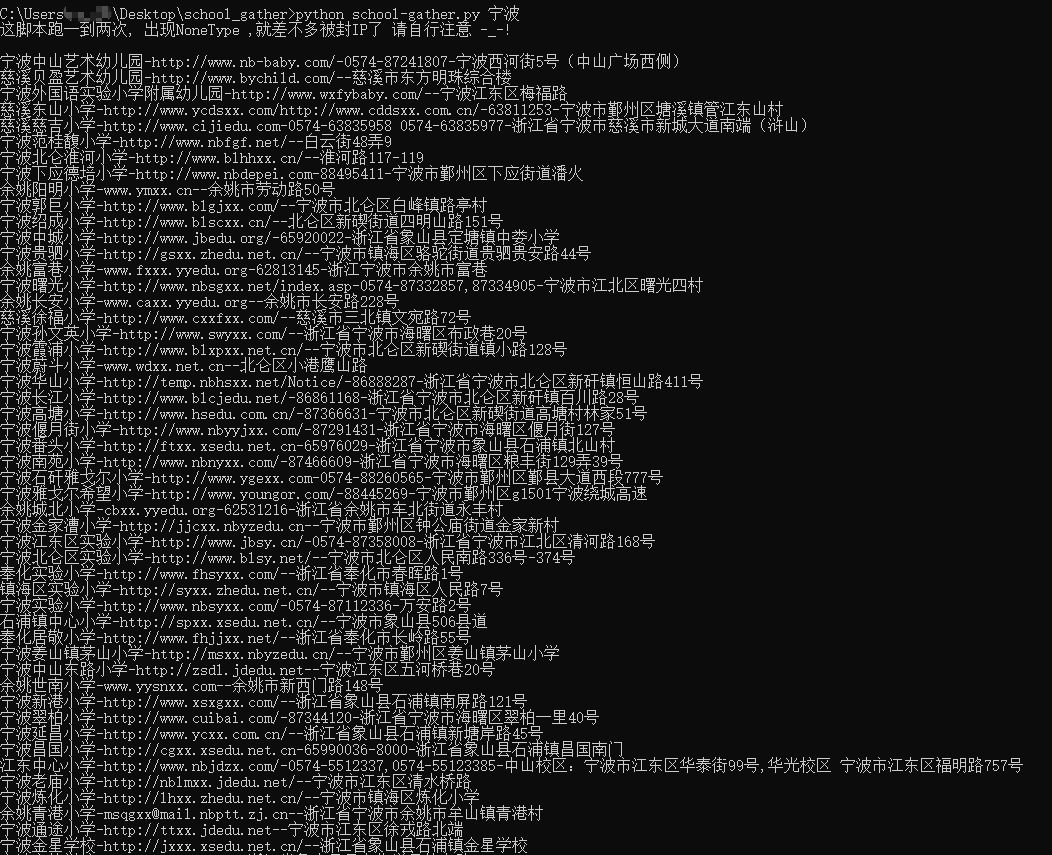 C:\Users\ \Desktop\school_gather>python school-gather.py 宁波
这脚本跑一到两次, 出现NoneType ,就差不多被封IP了 请自行注意 -_-!
宁波中山艺术幼儿园-http://www.nb-baby.com/-0574-87241807-宁波西河街5号（中山广场西侧）
慈溪贝盈艺术幼儿园-http://www.bychild.com/--慈溪市东方明珠综合楼
宁波外国语实验小学附属幼儿园-http://www.wxfybaby.com/--宁波江东区梅福路
慈溪东山小学-http://www.ycdsxx.com/http://www.cddsxx.com.cn/-63811253-宁波市鄞州区塘溪镇管江东山村
慈溪慈吉小学-http://www.cijiedu.com-0574-63835958 0574-63835977-浙江省宁波市慈溪市新城大道南端（浒山）
宁波范桂馥小学-http://www.nbfgf.net/--白云街48弄9
宁波北仑淮河小学-http://www.blhhxx.cn/--淮河路117-119
宁波下应德培小学-http://www.nbdepei.com-88495411-宁波市鄞州区下应街道潘火
余姚阳明小学-www.ymxx.cn--余姚市劳动路50号
宁波郭巨小学-http://www.blgjxx.com/--宁波市北仑区白峰镇路亭村
宁波绍成小学-http://www.blscxx.cn/--北仑区新碶街道四明山路151号
宁波中城小学-http://www.jbedu.org/-65920022-浙江省象山县定塘镇中娄小学
宁波贵驷小学-http://gsxx.zhedu.net.cn/--宁波市镇海区骆驼街道贵驷贵安路44号
余姚富巷小学-www.fxxx.yyedu.org-62813145-浙江宁波市余姚市富巷
宁波曙光小学-http://www.nbsgxx.net/index.asp-0574-87332857,87334905-宁波市江北区曙光四村
余姚长安小学-www.caxx.yyedu.org--余姚市长安路228号
慈溪徐福小学-http://www.cxxfxx.com/--慈溪市三北镇文宛路72号
宁波孙文英小学-http://www.swyxx.com/--浙江省宁波市海曙区布政巷20号
宁波霞浦小学-http://www.blxpxx.net.cn/--宁波市北仑区新碶街道镇小路128号
宁波蔚斗小学-www.wdxx.net.cn--北仑区小港鹰山路
宁波华山小学-http://temp.nbhsxx.net/Notice/-86888287-浙江省宁波市北仑区新矸镇恒山路411号
宁波长江小学-http://www.blcjedu.net/-86861168-浙江省宁波市北仑区新矸镇百川路28号
宁波高塘小学-http://www.hsedu.com.cn/-87366631-宁波市北仑区新碶街道高塘村林家51号
宁波偃月街小学-http://www.nbyyjxx.com/-87291431-浙江省宁波市海曙区偃月街127号
宁波番头小学-http://ftxx.xsedu.net.cn-65976029-浙江省宁波市象山县石浦镇北山村
宁波南苑小学-http://www.nbnyxx.com/-87466609-浙江省宁波市海曙区粮丰街129弄39号
宁波石矸雅戈尔小学-http://www.ygexx.com-0574-88260565-宁波市鄞州区鄞县大道西段777号
宁波雅戈尔希望小学-http://www.youngor.com/-88445269-宁波市鄞州区g1501宁波绕城高速
余姚城北小学-cbxx.yyedu.org-62531216-浙江省余姚市车北街道永丰村
宁波金家漕小学-http://jjcxx.nbyzedu.cn--宁波市鄞州区钟公庙街道金家新村
宁波江东区实验小学-http://www.jbsy.cn/-0574-87358008-浙江省宁波市江北区清河路168号
宁波北仑区实验小学-http://www.blsy.net/--宁波市北仑区人民南路336号-374号
奉化实验小学-http://www.fhsyxx.com/--浙江省奉化市春晖路1号
镇海区实验小学-http://syxx.zhedu.net.cn/--宁波市镇海区人民路7号
宁波实验小学-http://www.nbsyxx.com/-0574-87112336-万安路2号
石浦镇中心小学-http://spxx.xsedu.net.cn/--宁波市象山县506县道
奉化居敬小学-http://www.fhjjxx.net/--浙江省奉化市长岭路55号
宁波姜山镇茅山小学-http://msxx.nbyzedu.cn/--宁波市鄞州区姜山镇茅山小学
宁波中山东路小学-http://zsdl.jdedu.net--宁波江东区五河桥巷20号
余姚世南小学-www.yysnxx.com--余姚市新西门路148号
宁波新港小学-http://www.xsxgxx.com/--浙江省象山县石浦镇南屏路121号
宁波翠柏小学-http://www.cuibai.com/-87344120-浙江省宁波市海曙区翠柏一里40号
宁波延昌小学-http://www.ycxx.com.cn/--浙江省象山县石浦镇新塘岸路45号
宁波昌国小学-http://cgxx.xsedu.net.cn-65990036-8000-浙江省象山县石浦镇昌国南门
江东中心小学-http://www.nbjdzx.com/-0574-5512337,0574-55123385-中山校区：宁波市江东区华泰街99号,华光校区 宁波市江东区福明路757号
宁波老庙小学-http://nblmxx.jdedu.net/--宁波市江东区清水桥路
宁波炼化小学-http://lhxx.zhedu.net.cn/--宁波市镇海区炼化小学
余姚青港小学-msqgxx@mail.nbptt.zj.cn--浙江省宁波市余姚市牟山镇青港村
宁波通途小学-http://ttxx.jdedu.net--宁波市江东区徐戎路北端
宁波金星学校-http://jxxx.xsedu.net.cn/--浙江省象山县石浦镇金星学校